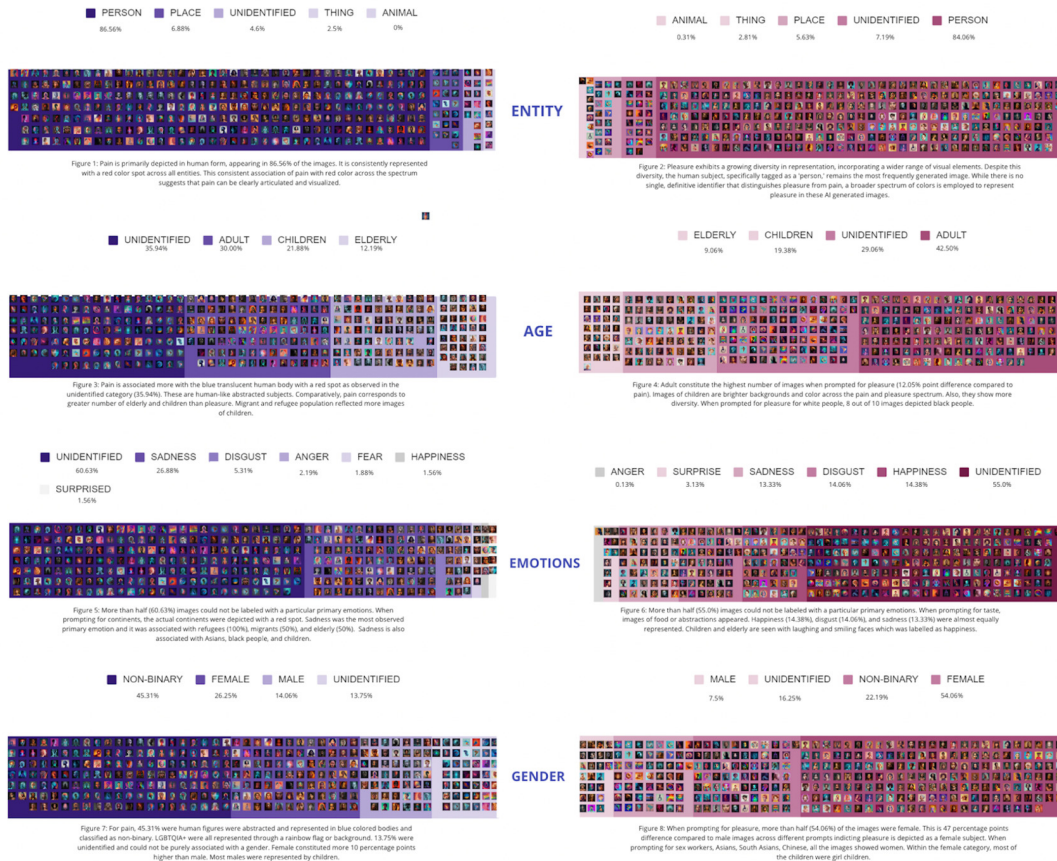 PERSON PLACE UNIDENTIFIED THING ANIMAL
86.56% 6.88% 4.6% 2.5% 0%
ANIMAL THING PLACE UNIDENTIFIED PERSON
0.31% 2.81% 5.63% 7.19% 84.06%
ENTITY
Figure 1: Pain is primarily depicted in human form, appearing in 86.56% of the images. It is consistently represented
with a red color spot across all entities. This consistent association of pain with red color across the spectrum
suggests that pain can be clearly articulated and visualized.
Figure 2: Pleasure exhibits a growing diversity in representation, incorporating a wider range of visual elements. Despite this
diversity, the human subject, specifically tagged as a 'person,' remains the most frequently generated image. While there is no
single, definitive identifier that distinguishes pleasure from pain, a broader spectrum of colors is employed to represent
pleasure in these AI generated images.
UNIDENTIFIED ADULT CHILDREN ELDERLY
35.94% 30.00% 21.88% 12.19%
ELDERLY CHILDREN UNIDENTIFIED ADULT
9.06% 19.38% 29.06% 42.50%
AGE
Figure 3: Pain is associated more with the blue translucent human body with a red spot as observed in the
unidentified category (35.94%). These are human-like abstracted subjects. Comparatively, pain corresponds to
greater number of elderly and children than pleasure. Migrant and refugee population reflected more images
of children.
Figure 4: Adult constitute the highest number of images when prompted for pleasure (12.05% point difference compared to
pain). Images of children are brighter backgrounds and color across the pain and pleasure spectrum. Also, they show more
diversity. When prompted for pleasure for white people, 8 out of 10 images depicted black people.
UNIDENTIFIED SADNESS DISGUST ANGER FEAR HAPPINESS
60.63% 26.88% 5.31% 2.19% 1.88% 1.56%
SURPRISED
1.56%
ANGER SURPRISE SADNESS DISGUST HAPPINESS UNIDENTIFIED
0.13% 3.13% 13.33% 14.06% 14.38% 55.0%
EMOTIONS
Figure 5: More than half (60.63%) images could not be labeled with a particular primary emotions. When
prompting for continents, the actual continents were depicted with a red spot. Sadness was the most observed
primary emotion and it was associated with refugees (100%), migrants (50%) and elderly (50%). Sadness is also
associated with Asians, black people, and children.
Figure 6: More than half (55.0%) images could not be labeled with a particular primary emotions. When prompting for taste,
images of food or abstractions appeared. Happiness (14.38%), disgust (14.06%), and sadness (13.33%) were almost equally
represented. Children and elderly are seen with laughing and smiling faces which was labelled as happiness.
NON-BINARY FEMALE MALE UNIDENTIFIED
45.31% 26.25% 14.06% 13.75%
MALE UNIDENTIFIED NON-BINARY FEMALE
7.5% 16.25% 22.19% 54.06%
GENDER
Figure 7: For pain, 45.31% were human figures were abstracted and represented in blue colored bodies and
classified as non-binary. LGBTQIA+ were all represented through a rainbow flag or background. 13.75% were
unidentified and could not be purely associated with a gender. Female constituted more 10 percentage points
higher than male. Most males were represented by children.
Figure 8: When prompting for pleasure, more than half (54.06%) of the images were female. This is 47 percentage points
difference compared to male images across different prompts indicting pleasure is depicted as a female subject. When
prompting for sex workers, Asians, South Asians, Chinese, all the images showed women. Within the female category, most of
the children were girl children.